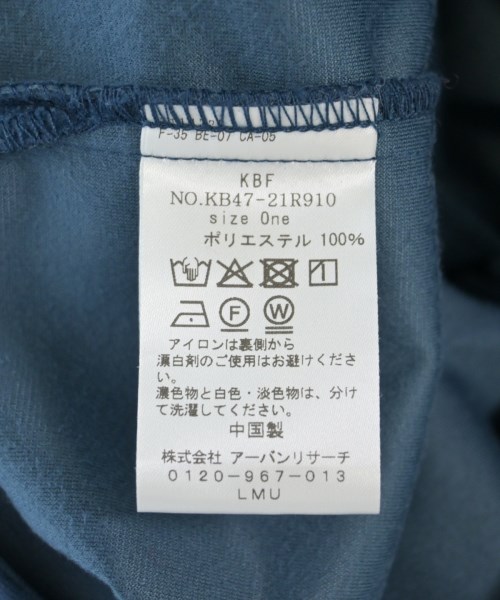 F-35 BE-07 CA-05
KBF
NO.KB47-21R910
size One
ポリエステル 100%
F W
アイロンは裏側から
漂白剤のご使用はお避けくださ
い。
濃色物と白色・淡色物は、分け
て洗濯してください。
中国製
株式会社 アーバンリサーチ
0120-967-013
LMU